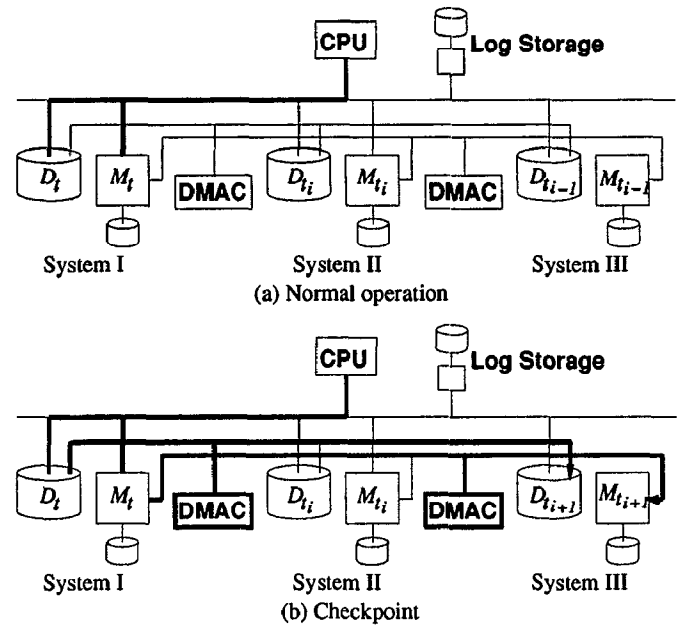 CPU
Log Storage
D_t M_t DMAC D_{t_i} M_{t_i} DMAC D_{t_{i-1}} M_{t_{i-1}}
System I System II System III
(a) Normal operation
CPU
Log Storage
D_t M_t DMAC D_{t_i} M_{t_i} DMAC D_{t_{i+1}} M_{t_{i+1}}
System I System II System III
(b) Checkpoint